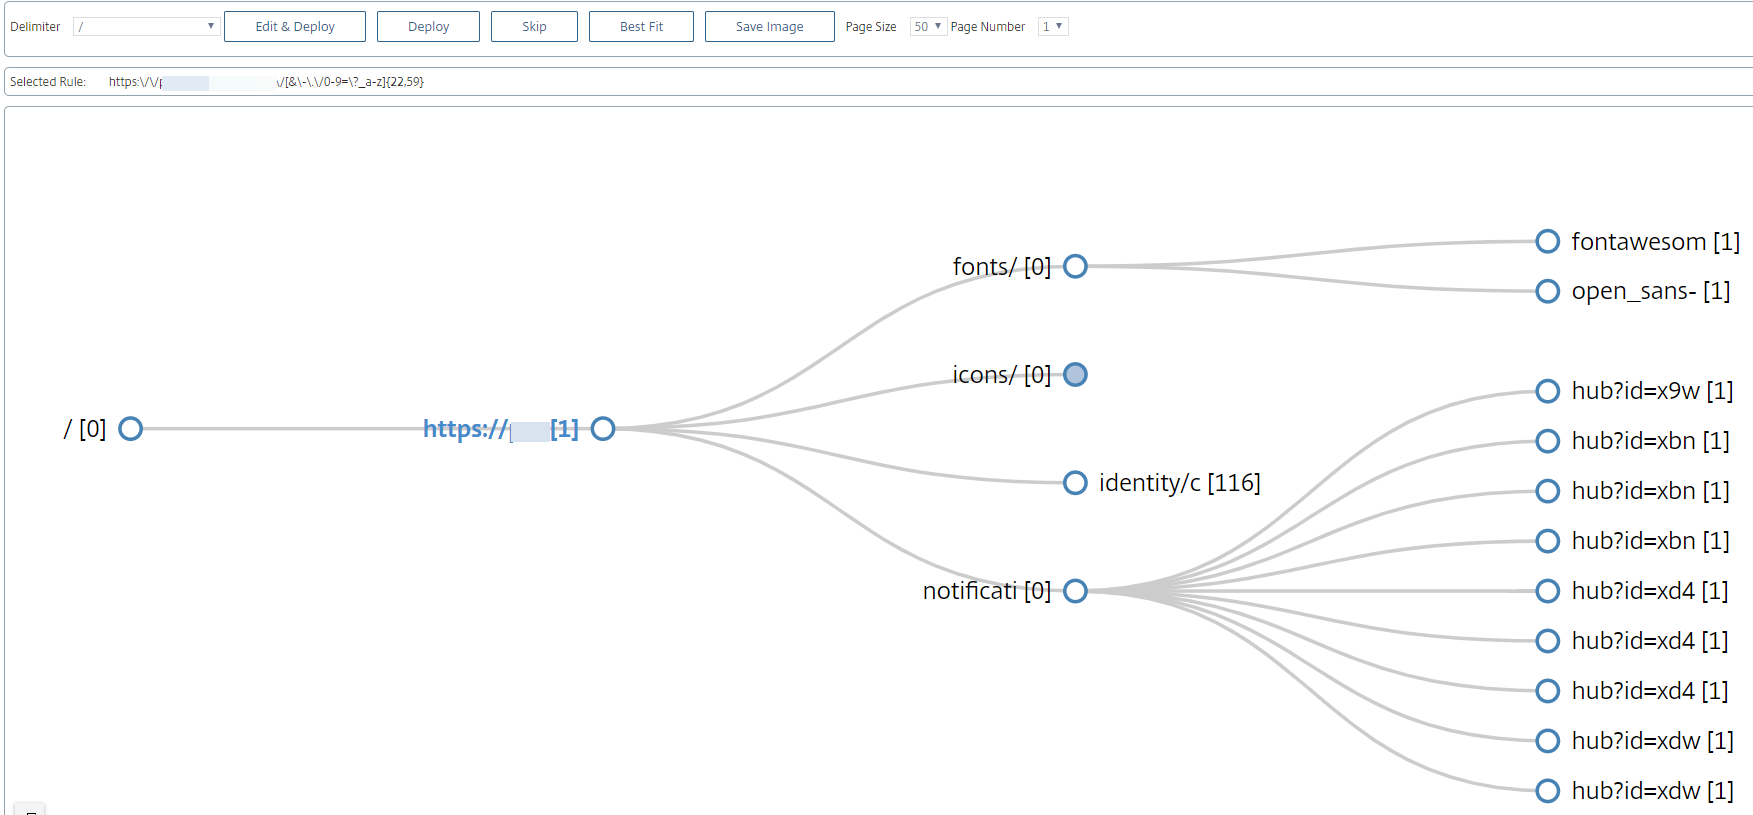 Delimiter / Edit & Deploy Deploy Skip Best Fit Save Image Page Size 50 Page Number 1
Selected Rule: https:\/\/ \/[&\-\.\/0-9=\?_a-z]{22,59}
fontawesom [1]
fonts/ [0]
open_sans- [1]
icons/ [0]
hub?id=x9w [1]
/ [0] https:// [1]
hub?id=xbn [1]
identity/c [116]
hub?id=xbn [1]
hub?id=xbn [1]
notificati [0]
hub?id=xd4 [1]
hub?id=xd4 [1]
hub?id=xd4 [1]
hub?id=xdw [1]
hub?id=xdw [1]